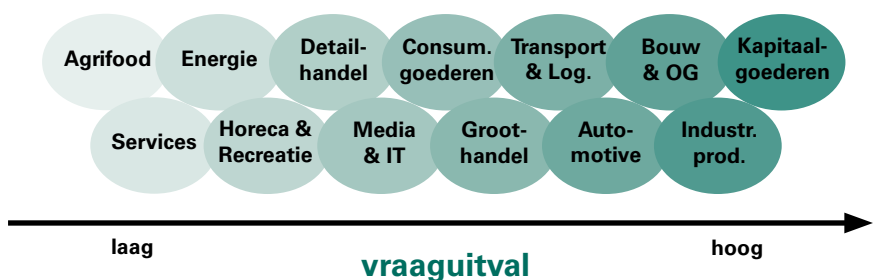 Agrifood
Energie
Detail-
handel
Consum.
goederen
Transport
& Log.
Bouw
& OG
Kapitaal-
goederen
Services
Horeca &
Recreatie
Media
& IT
Groot-
handel
Auto-
motive
Industr.
prod.
laag
vraaguitval
hoog